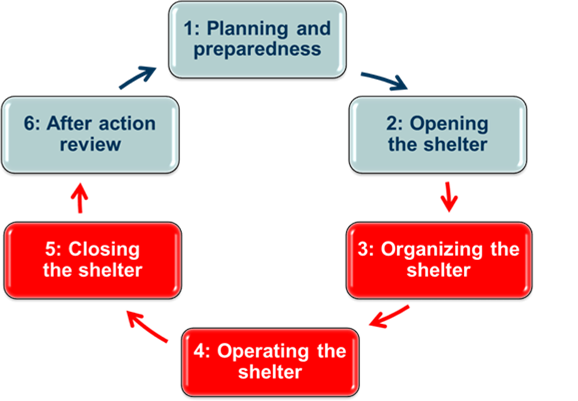 1: Planning and
preparedness
2: Opening
the shelter
3: Organizing the
shelter
4: Operating the
shelter
5: Closing
the shelter
6: After action
review